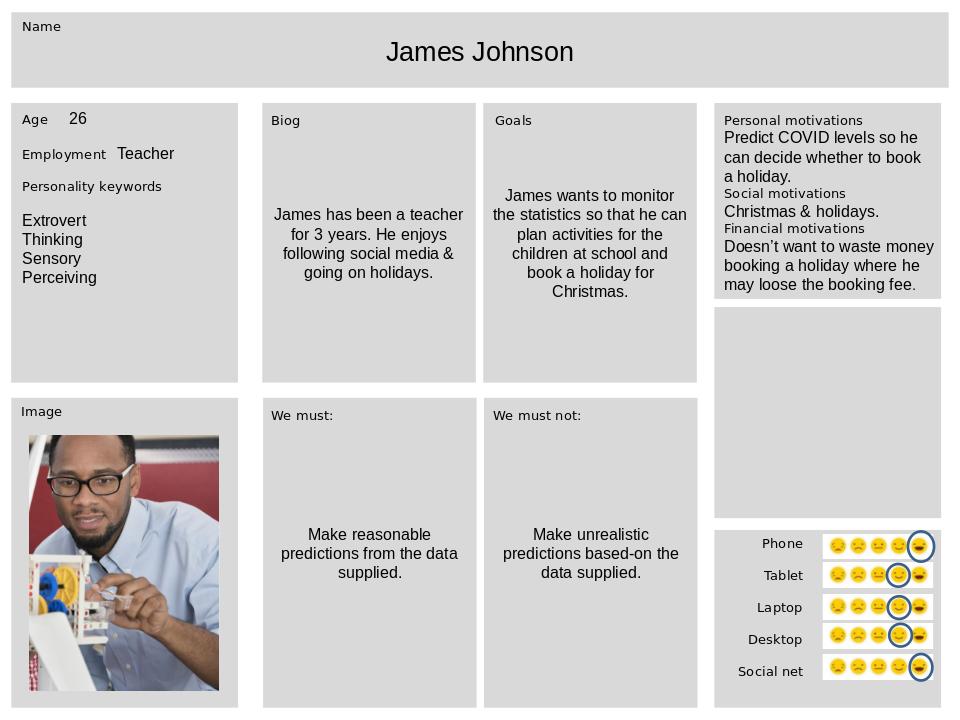 Name
James Johnson
Age 26
Employment Teacher
Personality keywords
Extrovert
Thinking
Sensory
Perceiving
Biog
James has been a teacher
for 3 years. He enjoys
following social media &
going on holidays.
Goals
James wants to monitor
the statistics so that he can
plan activities for the
children at school and
book a holiday for
Christmas.
Personal motivations
Predict COVID levels so he
can decide whether to book
a holiday.
Social motivations
Christmas & holidays.
Financial motivations
Doesn’t want to waste money
booking a holiday where he
may loose the booking fee.
Image
We must:
Make reasonable
predictions from the data
supplied.
We must not:
Make unrealistic
predictions based-on the
data supplied.
Phone
Tablet
Laptop
Desktop
Social net